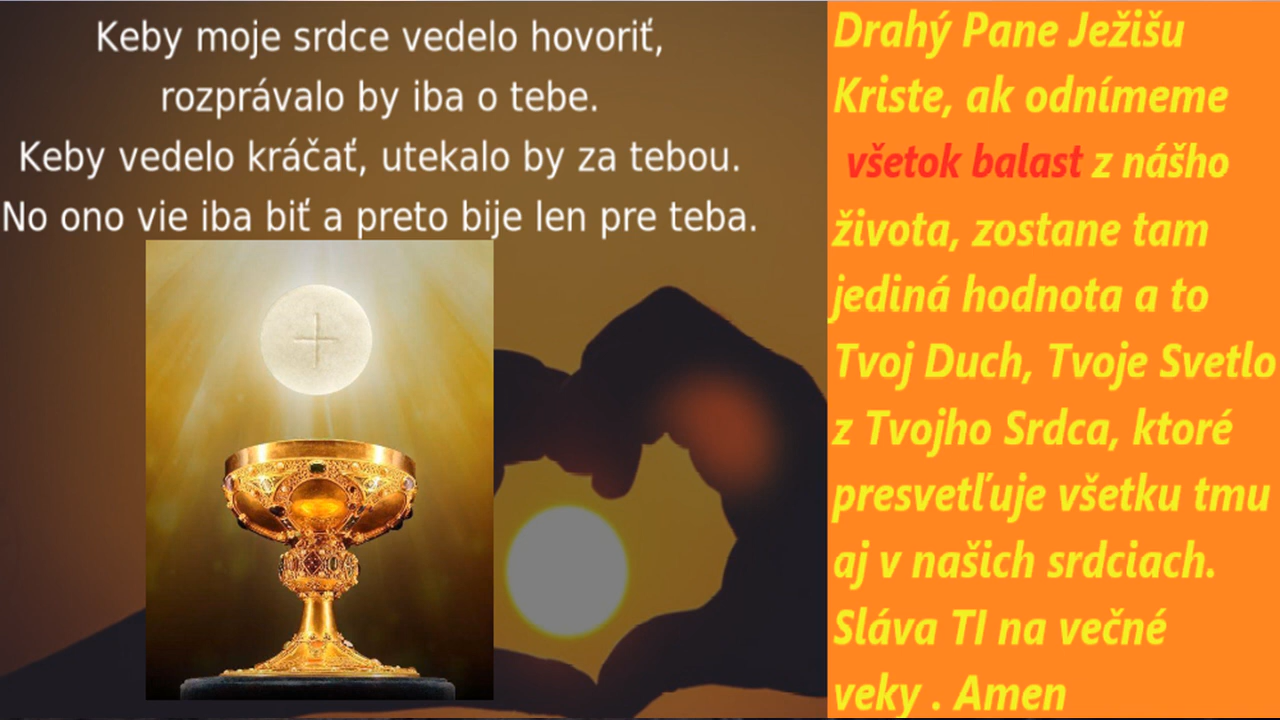 Keby moje srdce vedelo hovoriť,
rozprávalo by iba o tebe.
Keby vedelo kráčať, utekalo by za tebou.
No ono vie iba biť a preto bije len pre teba.
Drahý Pane Ježišu
Kriste, ak odnímeme
všetok balast z nášho
života, zostane tam
jediná hodnota a to
Tvoj Duch, Tvoje Svetlo
z Tvojho Srdca, ktoré
presvetľuje všetku tmu
aj v našich srdciach.
Sláva TI na večné
veky . Amen